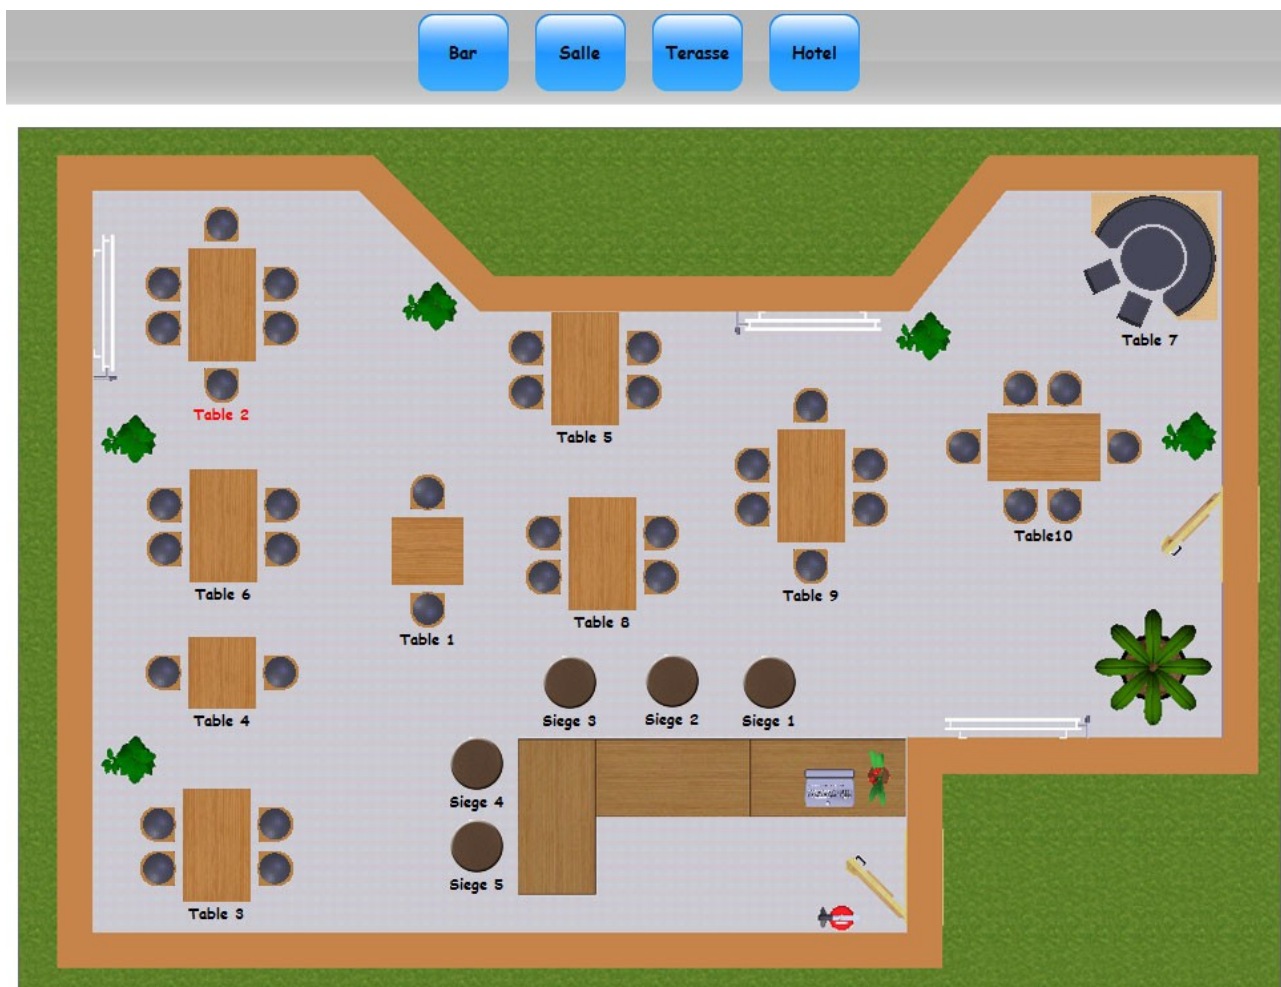 Bar
Salle
Terasse
Hotel
Table 7
Table 2
Table 5
Table10
Table 6
Table 9
Table 8
Table 1
Table 4
Siege 3
Siege 2
Siege 1
Siege 4
Siege 5
Table 3